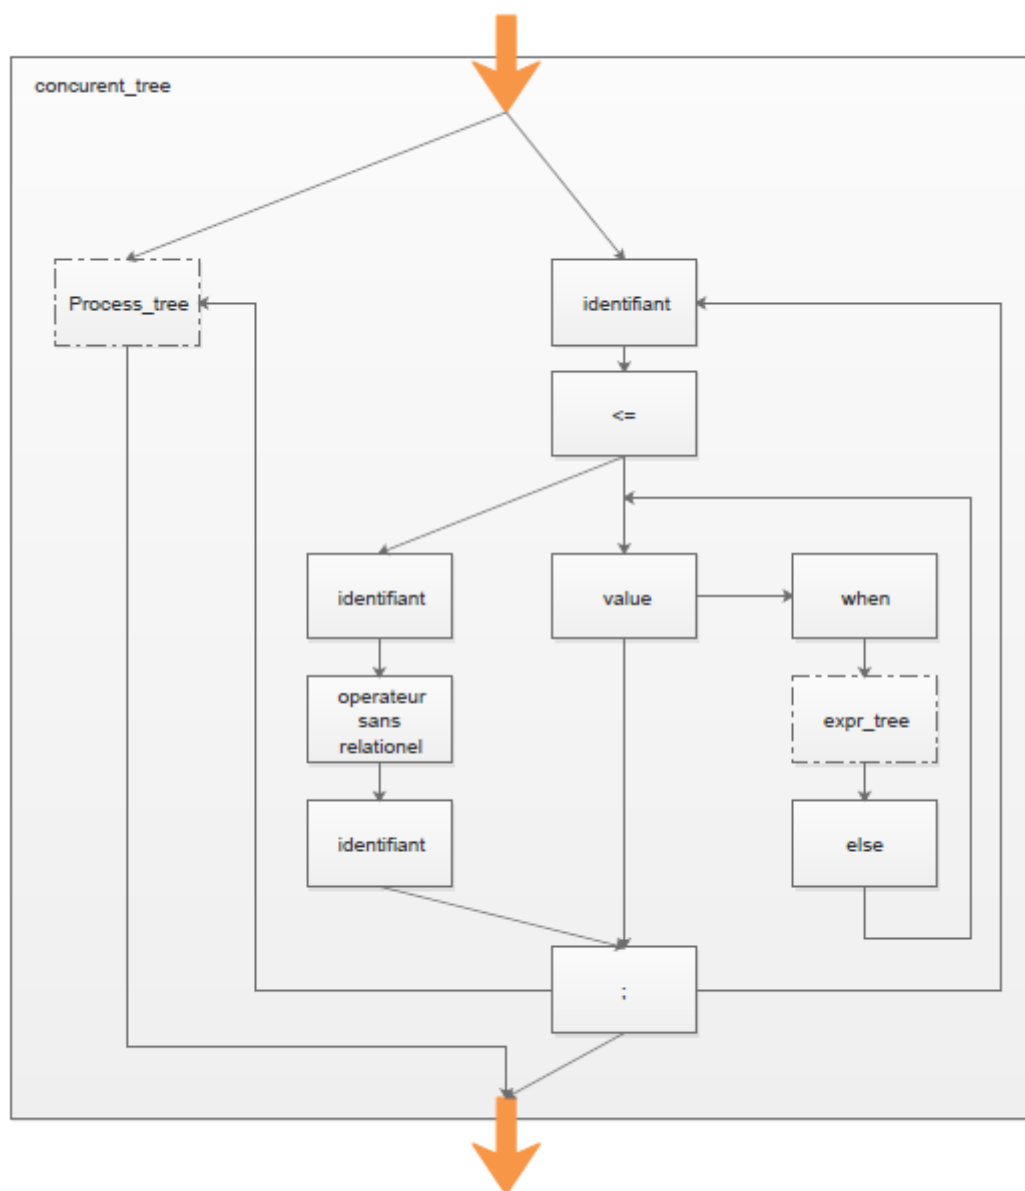 concurent_tree
Process_tree
identifiant
<=
identifiant
value
when
operateur
sans
relationel
expr_tree
identifiant
else
;